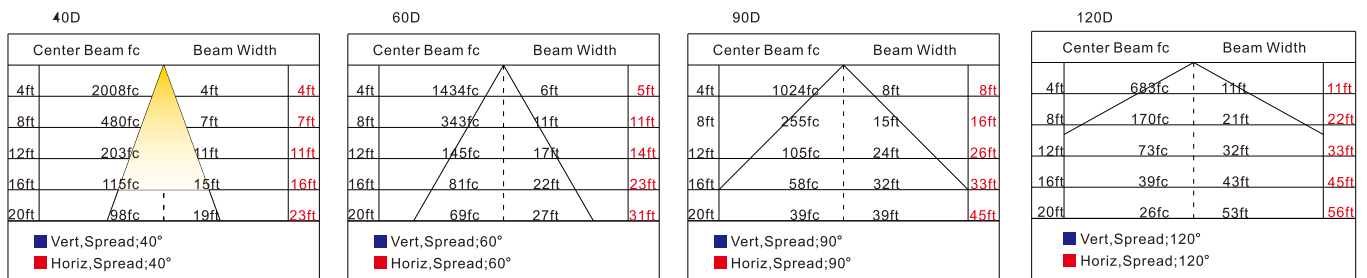 40D
Center Beam fc Beam Width
4ft 2008fc 4ft 4ft
8ft 480fc 7ft 7ft
12ft 203fc 11ft 11ft
16ft 115fc 15ft 16ft
20ft 98fc 19ft 23ft
Vert,Spread;40°
Horiz,Spread;40°
60D
Center Beam fc Beam Width
4ft 1434fc 6ft 5ft
8ft 343fc 11ft 11ft
12ft 145fc 17ft 14ft
16ft 81fc 22ft 23ft
20ft 69fc 27ft 31ft
Vert,Spread;60°
Horiz,Spread;60°
90D
Center Beam fc Beam Width
4ft 1024fc 8ft 8ft
8ft 255fc 15ft 16ft
12ft 105fc 24ft 26ft
16ft 58fc 32ft 33ft
20ft 39fc 39ft 45ft
Vert,Spread;90°
Horiz,Spread;90°
120D
Center Beam fc Beam Width
4ft 683fc 11ft 11ft
8ft 170fc 21ft 22ft
12ft 73fc 32ft 33ft
16ft 39fc 43ft 45ft
20ft 26fc 53ft 56ft
Vert,Spread;120°
Horiz,Spread;120°